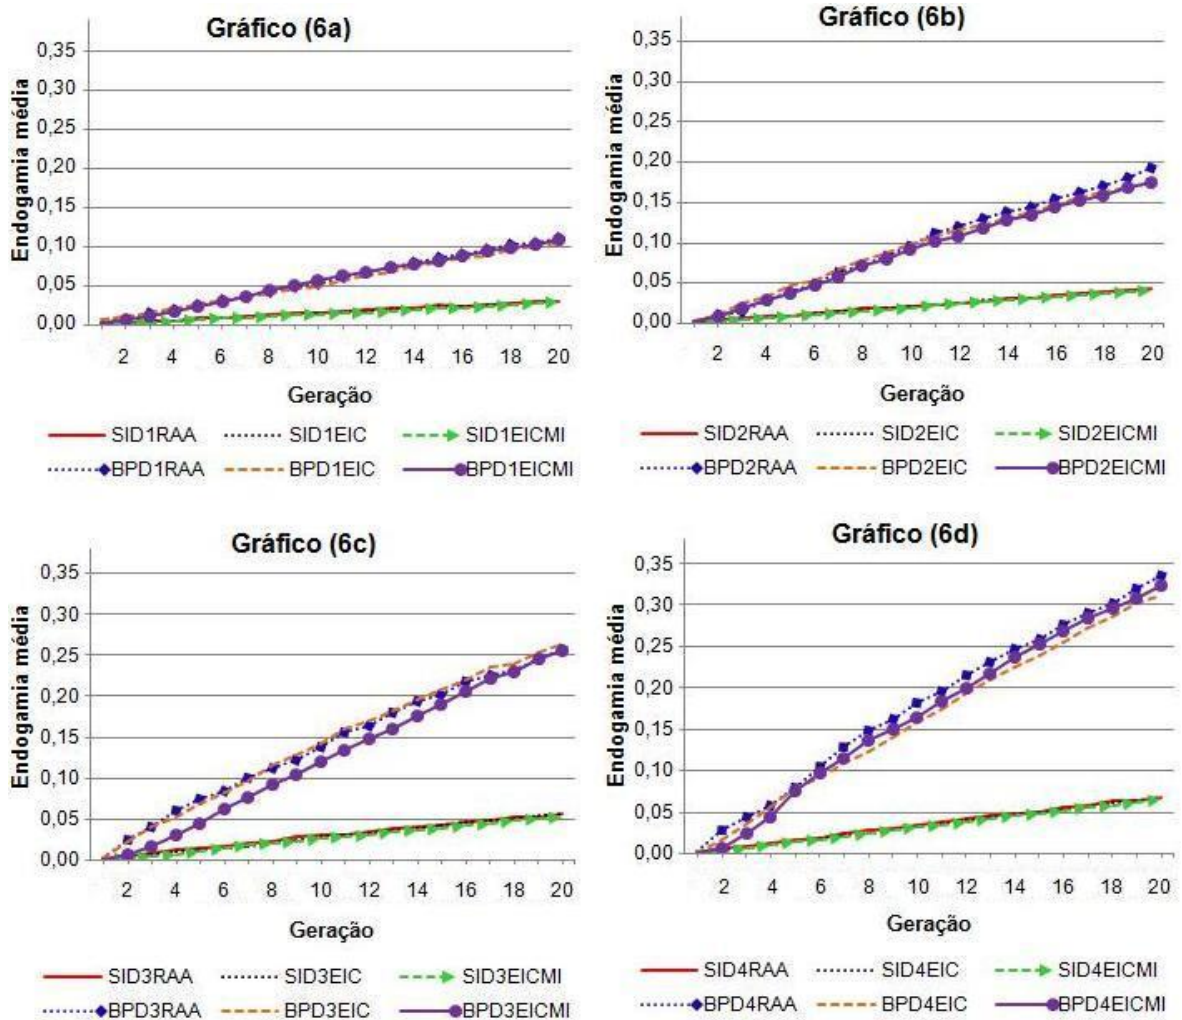 Gráfico (6a)
Endogamia média
0,35
0,30
0,25
0,20
0,15
0,10
0,05
0,00
2 4 6 8 10 12 14 16 18 20
Geração
SID1RAA SID1EIC SID1EICMI
BPD1RAA BPD1EIC BPD1EICMI
Gráfico (6b)
Endogamia média
0,35
0,30
0,25
0,20
0,15
0,10
0,05
0,00
2 4 6 8 10 12 14 16 18 20
Geração
SID2RAA SID2EIC SID2EICMI
BPD2RAA BPD2EIC BPD2EICMI
Gráfico (6c)
Endogamia média
0,35
0,30
0,25
0,20
0,15
0,10
0,05
0,00
2 4 6 8 10 12 14 16 18 20
Geração
SID3RAA SID3EIC SID3EICMI
BPD3RAA BPD3EIC BPD3EICMI
Gráfico (6d)
Endogamia média
0,35
0,30
0,25
0,20
0,15
0,10
0,05
0,00
2 4 6 8 10 12 14 16 18 20
Geração
SID4RAA SID4EIC SID4EICMI
BPD4RAA BPD4EIC BPD4EICMI